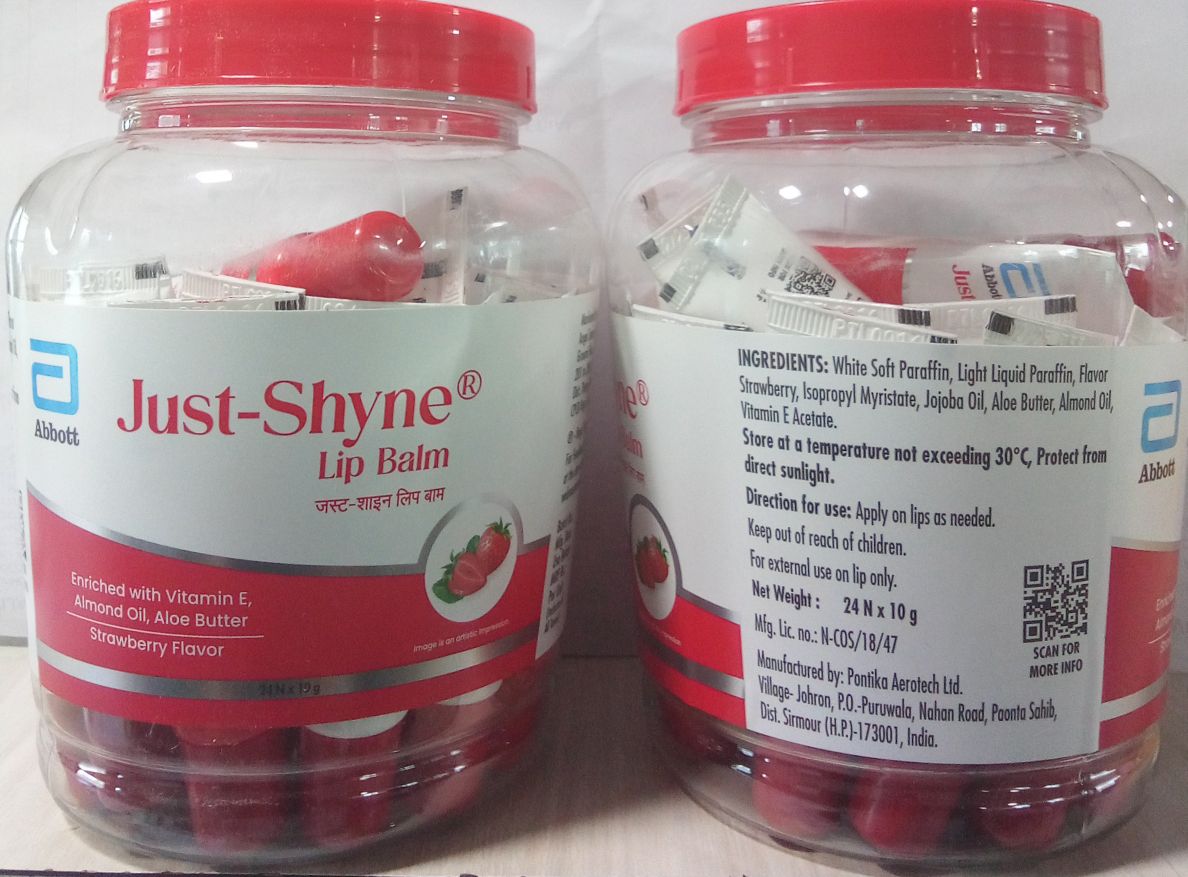 Abbott
Just-Shyne®
Lip Balm
जस्ट-शाइन लिप बाम
Enriched with Vitamin E,
Almond Oil, Aloe Butter
Strawberry Flavor
Image is an artistic impression
24 N x 10 g
Abbott
INGREDIENTS: White Soft Paraffin, Light Liquid Paraffin, Flavor
Strawberry, Isopropyl Myristate, Jojoba Oil, Aloe Butter, Almond Oil,
Vitamin E Acetate.
Store at a temperature not exceeding 30°C, Protect from
direct sunlight.
Direction for use: Apply on lips as needed.
Keep out of reach of children.
For external use on lip only.
Net Weight : 24 N x 10 g
Mfg. Lic. no.: N-COS/18/47
Manufactured by: Pontika Aerotech Ltd.
Village- Johron, P.O.-Puruwala, Nahan Road, Paonta Sahib,
Dist. Sirmour (H.P.)-173001, India.
SCAN FOR
MORE INFO
Abbott